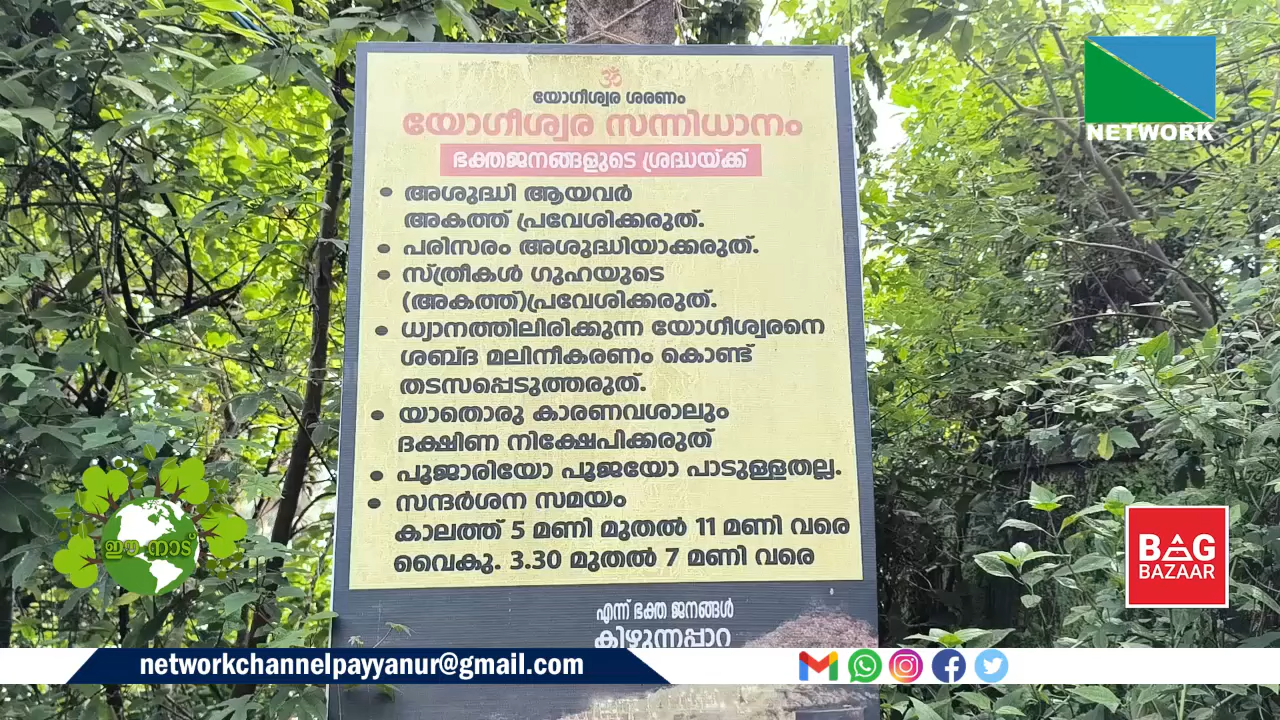 ॐ
യോഗീശ്വര ശരണം
യോഗീശ്വര സന്നിധാനം
ഭക്തജനങ്ങളുടെ ശ്രദ്ധയ്ക്ക്
• അശുദ്ധി ആയവർ
അകത്ത് പ്രവേശിക്കരുത്.
• പരിസരം അശുദ്ധിയാക്കരുത്.
• സ്ത്രീകൾ ഗുഹയുടെ
(അകത്ത്)പ്രവേശിക്കരുത്.
• ധ്വാനത്തിലിരിക്കുന്ന യോഗീശ്വരനെ
ശബ്ദ മലിനീകരണം കൊണ്ട്
തടസപ്പെടുത്തരുത്.
• യാതൊരു കാരണവശാലും
ദക്ഷിണ നിക്ഷേപിക്കരുത്
• പൂജാരിയോ പൂജയോ പാടുള്ളതല്ല.
• സന്ദർശന സമയം
കാലത്ത് 5 മണി മുതൽ 11 മണി വരെ
വൈകു. 3.30 മുതൽ 7 മണി വരെ
എന്ന് ഭക്ത ജനങ്ങൾ
കിഴുന്നപ്പാറ
NETWORK
ഈ നാട്
BAG
BAZAAR
networkchannelpayyanur@gmail.com